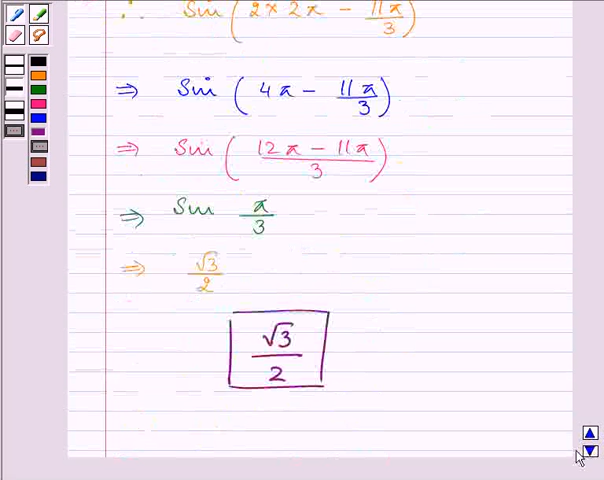 ∴ Sin (2 × 2π − 11π/3)
⇒ Sin (4π − 11π/3)
⇒ Sin (12π − 11π/3)
⇒ Sin π/3
⇒ √3/2
√3/2